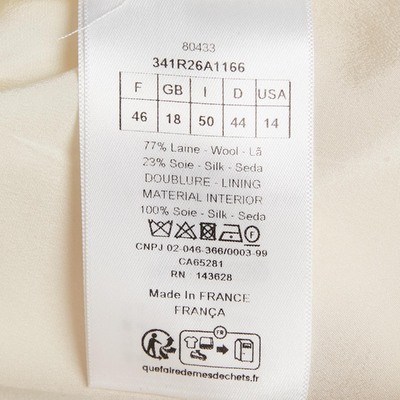 80433
341R26A1166
F GB I D USA
46 18 50 44 14
77% Laine - Wool - Lã
23% Soie - Silk - Seda
DOUBLURE - LINING
MATERIAL INTERIOR
100% Soie - Silk - Seda
CNPJ 02-046-366/0003-99
CA65281
RN 143628
Made In FRANCE
FRANÇA
FR
quefairedemesdechets.fr